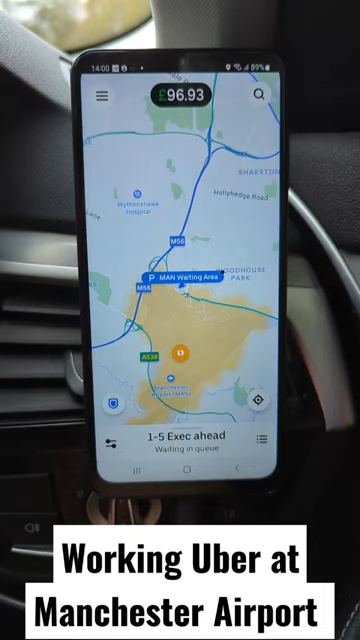 14:00
89%
£96.93
SHARSTON
Hollyhedge Road
Wythenshawe
Hospital
Lane
M56
P MAN Waiting Area
WOODHOUSE
PARK
M56
A538
Manchester
Airport (MAN)
1-5 Exec ahead
Waiting in queue
Working Uber at
Manchester Airport